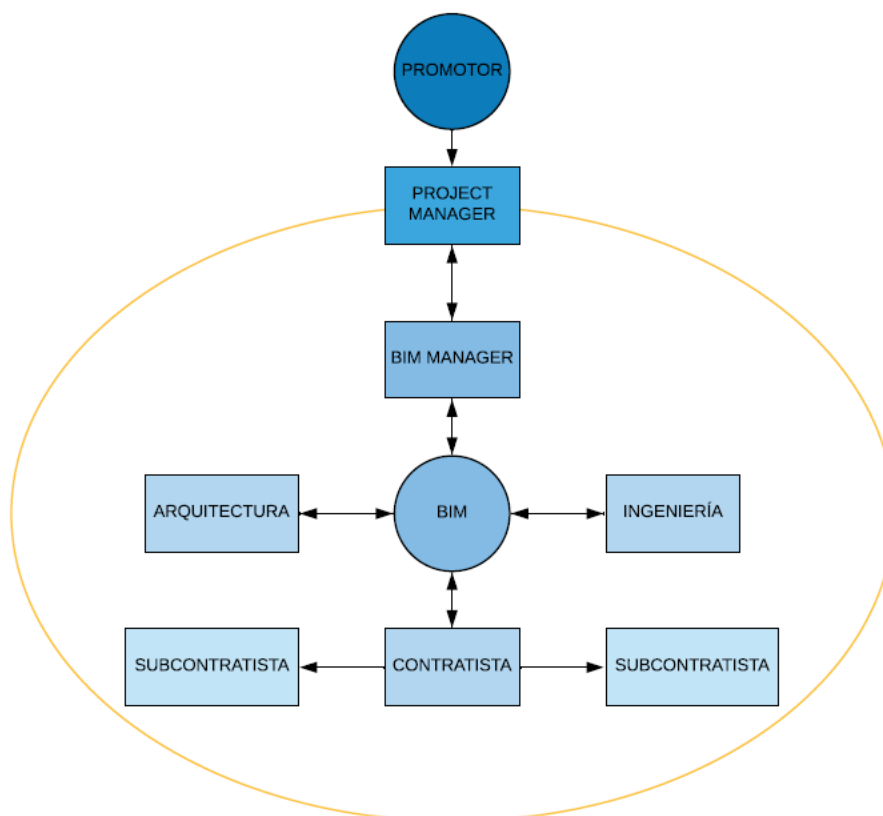 PROMOTOR
PROJECT
MANAGER
BIM MANAGER
ARQUITECTURA
BIM
INGENIERÍA
SUBCONTRATISTA
CONTRATISTA
SUBCONTRATISTA